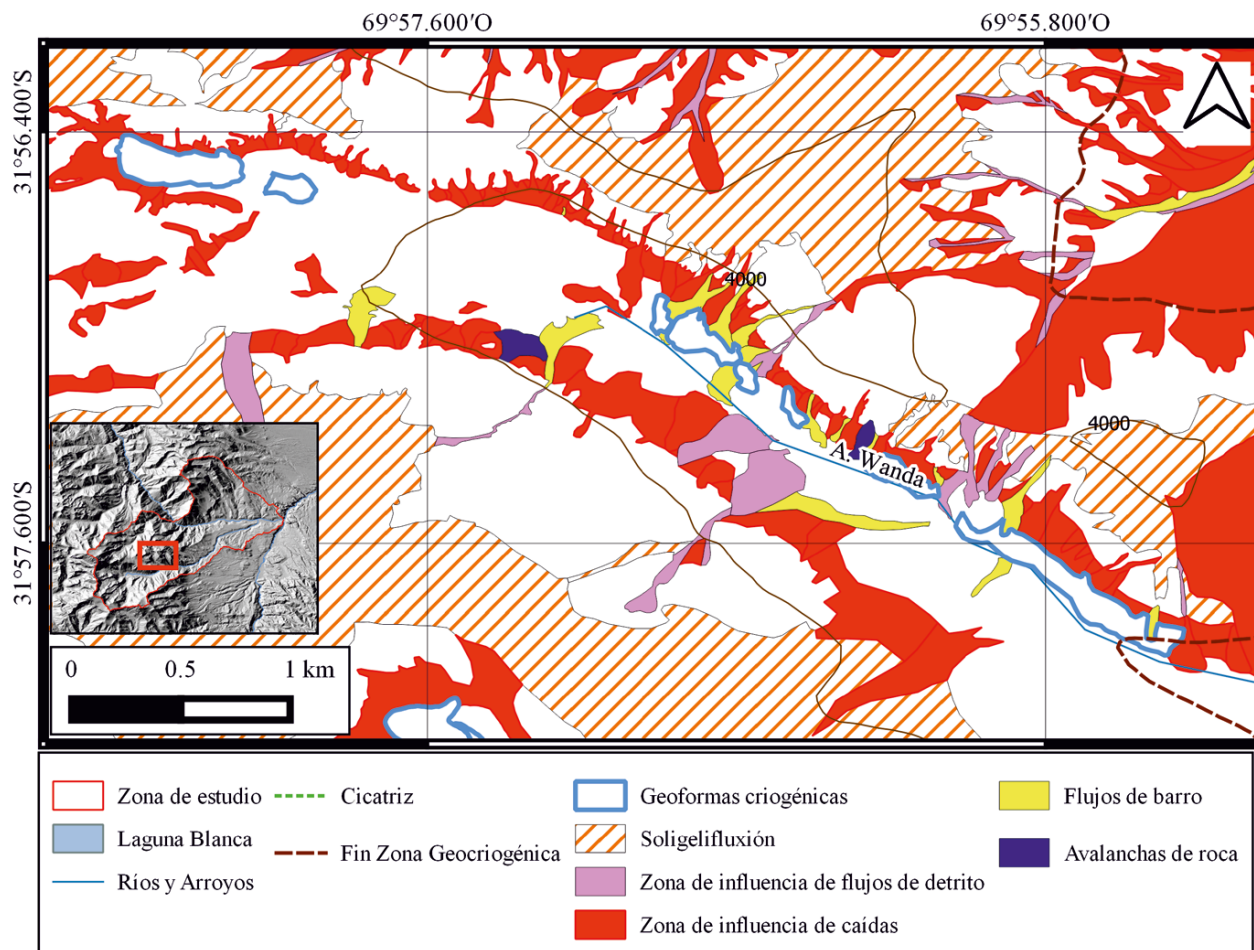 69°57.600′O 69°55.800′O
31°56.400′S
4000
A. Wanda
4000
31°57.600′S
0 0.5 1 km
Zona de estudio
Laguna Blanca
Ríos y Arroyos
Cicatriz
Fin Zona Geocriogénica
Geoformas criogénicas
Soligelifluxión
Zona de influencia de flujos de detrito
Zona de influencia de caídas
Flujos de barro
Avalanchas de roca